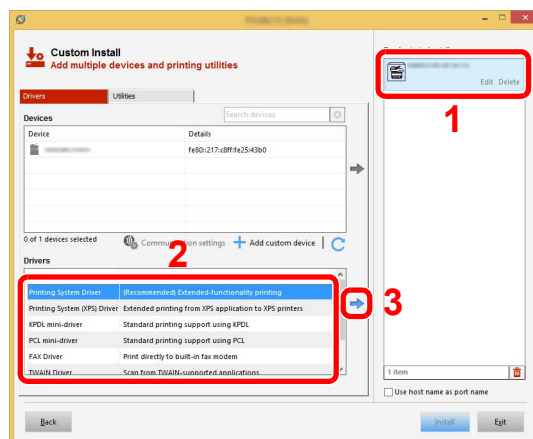 Custom Install
Add multiple devices and printing utilities
Drivers
Utilities
Devices
Search devices
Device Details
fe80::217:c8ff:fe25:43b0
0 of 1 devices selected
Communication settings
Add custom device
Drivers
Printing System Driver (Recommended) Extended-functionality printing
Printing System (XPS) Driver Extended printing from XPS application to XPS printers
KPDL mini-driver Standard printing support using KPDL
PCL mini-driver Standard printing support using PCL
FAX Driver Print directly to built-in fax modem
TWAIN Driver Scan from TWAIN-supported applications
2
3
Edit Delete
1
1 item
Use host name as port name
Back
Install
Exit